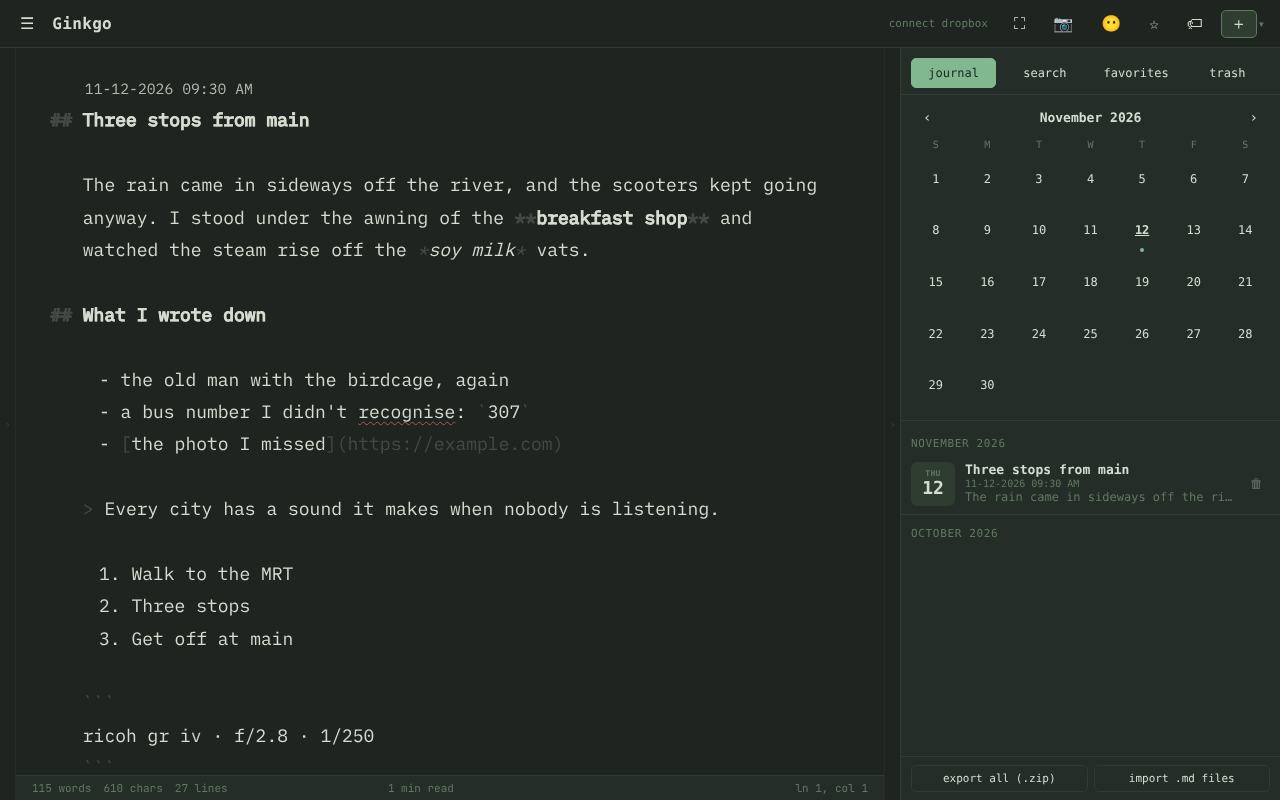 ☰ Ginkgo
connect dropbox
+
11-12-2026 09:30 AM
## Three stops from main
The rain came in sideways off the river, and the scooters kept going
anyway. I stood under the awning of the **breakfast shop** and
watched the steam rise off the *soy milk* vats.
## What I wrote down
- the old man with the birdcage, again
- a bus number I didn't recognise: `307`
- [the photo I missed](https://example.com)
> Every city has a sound it makes when nobody is listening.
1. Walk to the MRT
2. Three stops
3. Get off at main
```
ricoh gr iv · f/2.8 · 1/250
```
115 words 610 chars 27 lines
1 min read
ln 1, col 1
journal search favorites trash
‹ November 2026 ›
S M T W T F S
1 2 3 4 5 6 7
8 9 10 11 12 13 14
15 16 17 18 19 20 21
22 23 24 25 26 27 28
29 30
NOVEMBER 2026
THU
12
Three stops from main
11-12-2026 09:30 AM
The rain came in sideways off the ri…
OCTOBER 2026
export all (.zip) import .md files